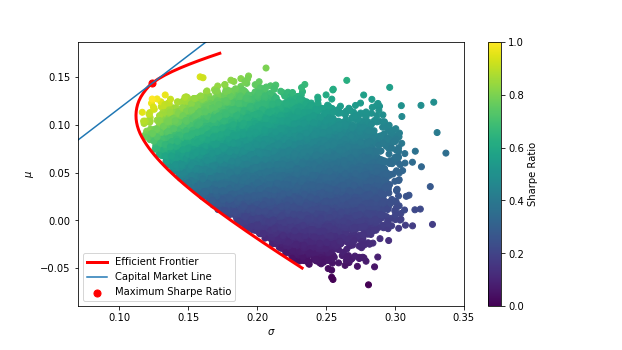 0.15
0.10
0.05
0.00
−0.05
μ
0.10
0.15
0.20
0.25
0.30
0.35
σ
Efficient Frontier
Capital Market Line
Maximum Sharpe Ratio
1.0
0.8
0.6
0.4
0.2
0.0
Sharpe Ratio